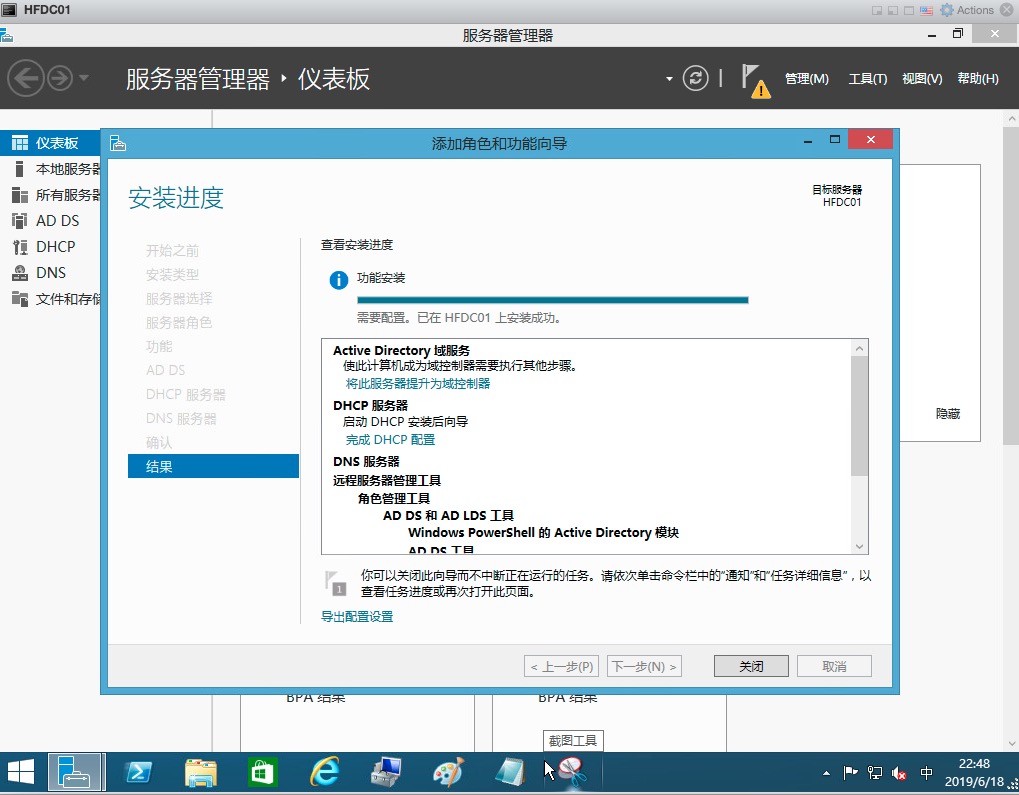 HFDC01
Actions
服务器管理器
服务器管理器 · 仪表板
管理(M) 工具(T) 视图(V) 帮助(H)
仪表板
本地服务器
所有服务器
AD DS
DHCP
DNS
文件和存储
添加角色和功能向导
安装进度
目标服务器
HFDC01
开始之前
安装类型
服务器选择
服务器角色
功能
AD DS
DHCP 服务器
DNS 服务器
确认
结果
查看安装进度
功能安装
需要配置。已在 HFDC01 上安装成功。
Active Directory 域服务
使此计算机成为域控制器需要执行其他步骤。
将此服务器提升为域控制器
DHCP 服务器
启动 DHCP 安装后向导
完成 DHCP 配置
DNS 服务器
远程服务器管理工具
角色管理工具
AD DS 和 AD LDS 工具
Windows PowerShell 的 Active Directory 模块
AD DS 工具
1
你可以关闭此向导而不中断正在运行的任务。请依次单击命令栏中的"通知"和"任务详细信息"，以
查看任务进度或再次打开此页面。
导出配置设置
< 上一步(P) 下一步(N) > 关闭 取消
隐藏
BPA 结果 BPA 结果
截图工具
中
22:48
2019/6/18